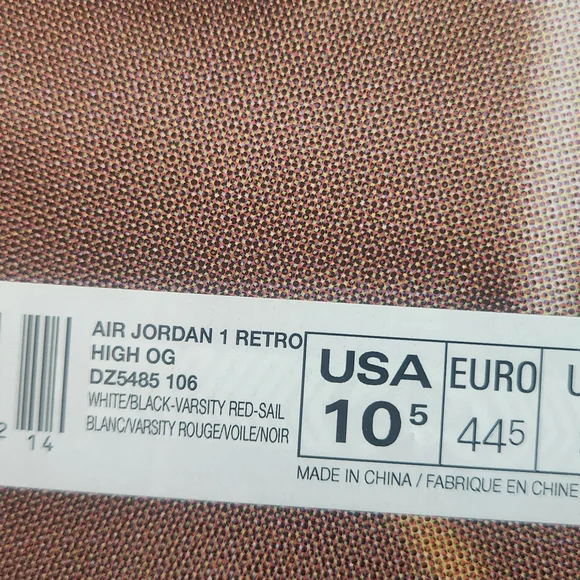 AIR JORDAN 1 RETRO
HIGH OG
DZ5485 106
WHITE/BLACK-VARSITY RED-SAIL
BLANC/VARSITY ROUGE/VOILE/NOIR
USA
10 5
EURO
44 5
MADE IN CHINA / FABRIQUE EN CHINE
2 14